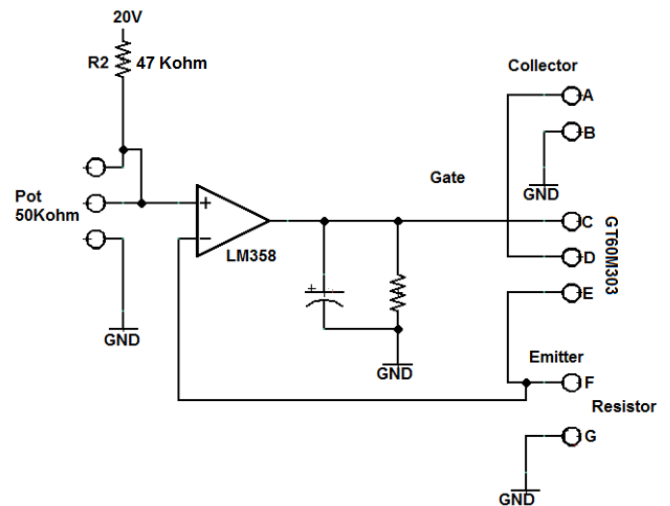 20V
R2 47 Kohm
Collector
A
B
GND
Pot
50Kohm
Gate
+
−
LM358
+
C
D
GT60M303
E
GND
GND
Emitter
F
Resistor
G
GND